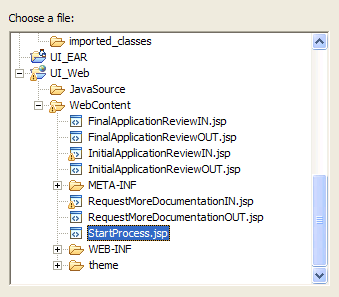 Choose a file:
imported_classes
UI_EAR
UI_Web
JavaSource
WebContent
FinalApplicationReviewIN.jsp
FinalApplicationReviewOUT.jsp
InitialApplicationReviewIN.jsp
InitialApplicationReviewOUT.jsp
META-INF
RequestMoreDocumentationIN.jsp
RequestMoreDocumentationOUT.jsp
StartProcess.jsp
WEB-INF
theme